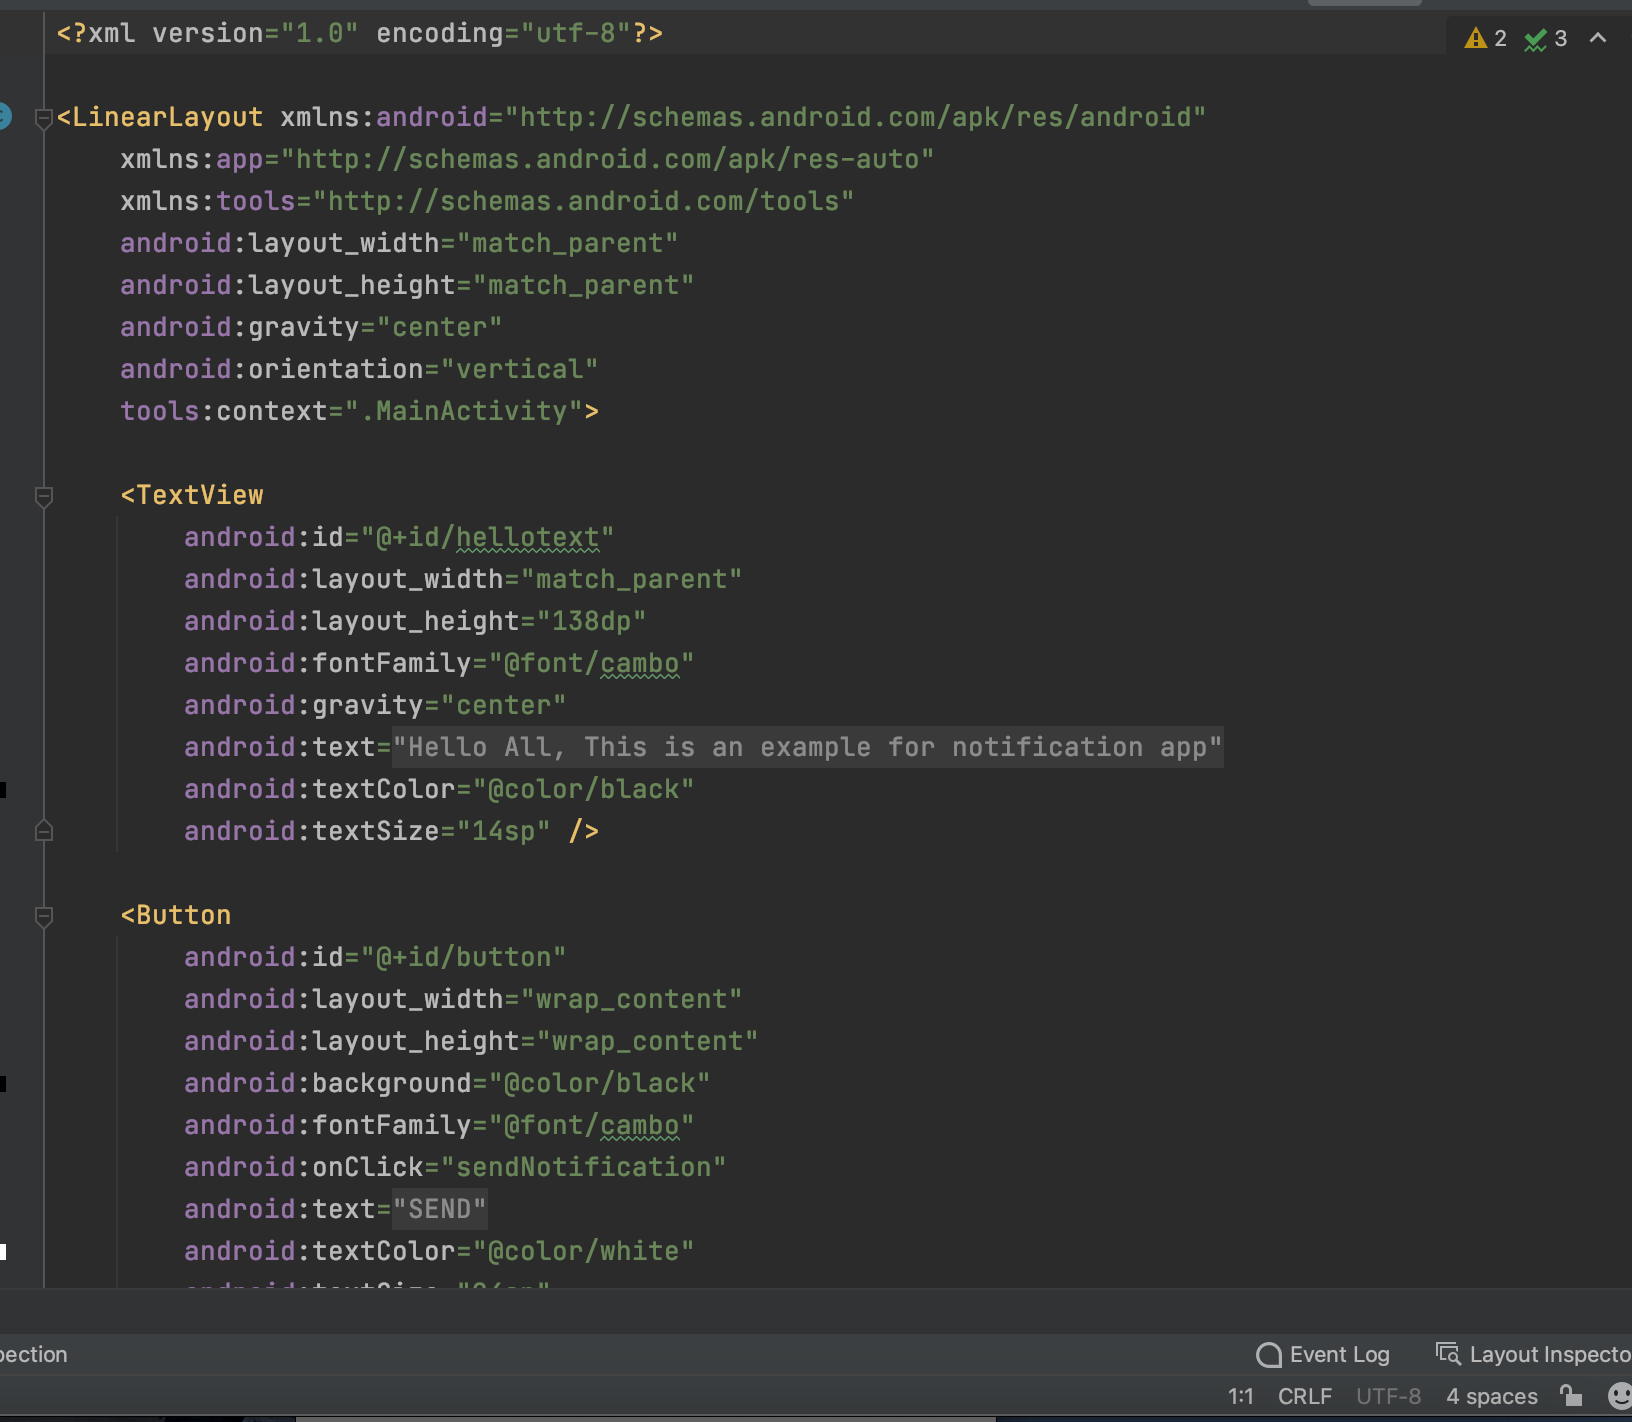 <?xml version="1.0" encoding="utf-8"?>
2 3
<LinearLayout xmlns:android="http://schemas.android.com/apk/res/android"
xmlns:app="http://schemas.android.com/apk/res-auto"
xmlns:tools="http://schemas.android.com/tools"
android:layout_width="match_parent"
android:layout_height="match_parent"
android:gravity="center"
android:orientation="vertical"
tools:context=".MainActivity">
<TextView
android:id="@+id/hellotext"
android:layout_width="match_parent"
android:layout_height="138dp"
android:fontFamily="@font/cambo"
android:gravity="center"
android:text="Hello All, This is an example for notification app"
android:textColor="@color/black"
android:textSize="14sp" />
<Button
android:id="@+id/button"
android:layout_width="wrap_content"
android:layout_height="wrap_content"
android:background="@color/black"
android:fontFamily="@font/cambo"
android:onClick="sendNotification"
android:text="SEND"
android:textColor="@color/white"
pection Event Log Layout Inspecto
1:1 CRLF UTF-8 4 spaces